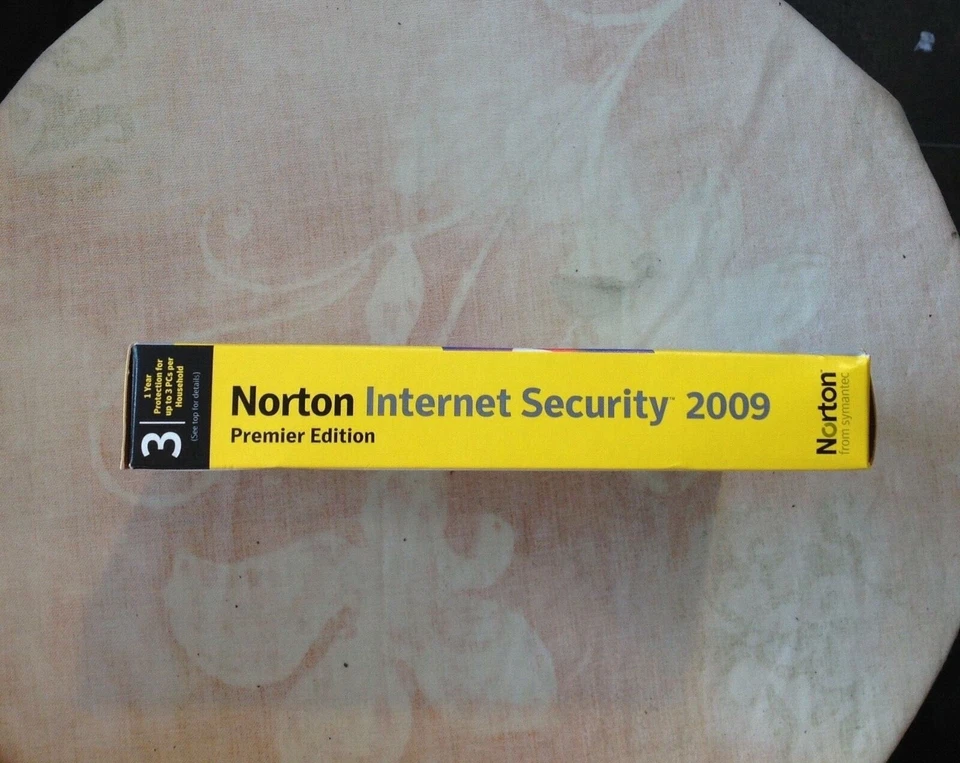 3
1 Year
Protection for
up to 3 PCs per
Household
(See top for details)
Norton Internet Security™ 2009
Premier Edition
Norton™
from symantec